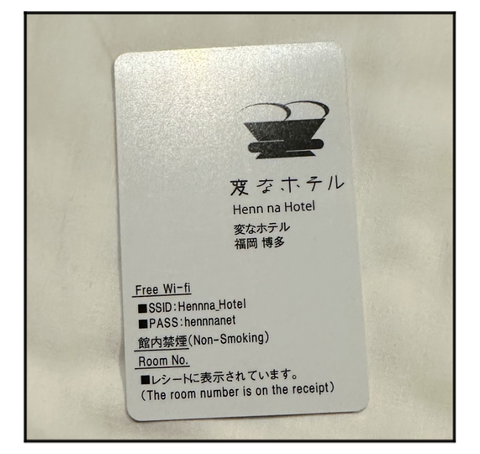 変なホテル
Henn na Hotel
変なホテル
福岡 博多
Free Wi-fi
■SSID:Hennna_Hotel
■PASS:hennnanet
館内禁煙(Non-Smoking)
Room No.
■レシートに表示されています。
(The room number is on the receipt)